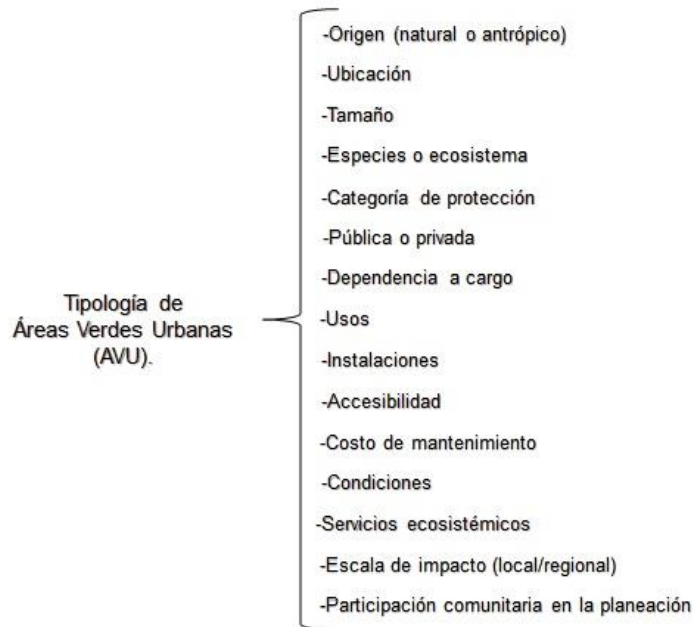 Tipología de
Áreas Verdes Urbanas
(AVU).
-Origen (natural o antrópico)
-Ubicación
-Tamaño
-Especies o ecosistema
-Categoría de protección
-Pública o privada
-Dependencia a cargo
-Usos
-Instalaciones
-Accesibilidad
-Costo de mantenimiento
-Condiciones
-Servicios ecosistémicos
-Escala de impacto (local/regional)
-Participación comunitaria en la planeación